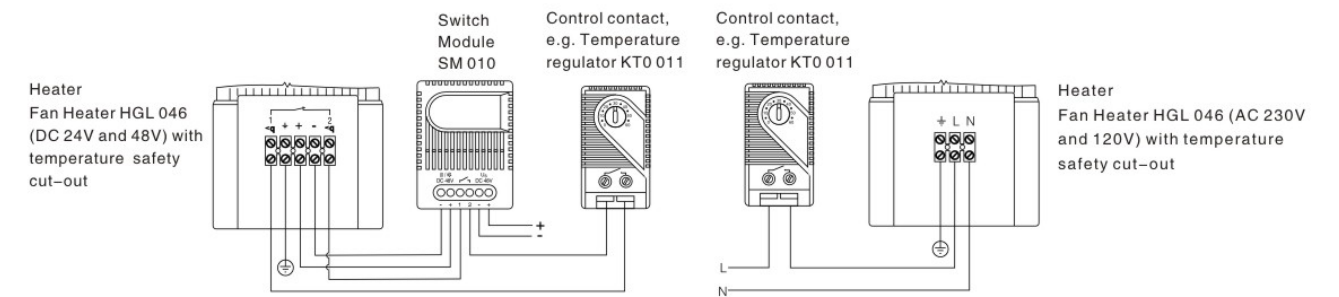 Switch
Module
SM 010
Control contact,
e.g. Temperature
regulator KT0 011
Control contact,
e.g. Temperature
regulator KT0 011
Heater
Fan Heater HGL 046
(DC 24V and 48V) with
temperature safety
cut-out
Heater
Fan Heater HGL 046 (AC 230V
and 120V) with temperature
safety cut-out
1 + + - 2
L N
DC 48V DC 48V
- + 1 2 - +
+
-
L
N